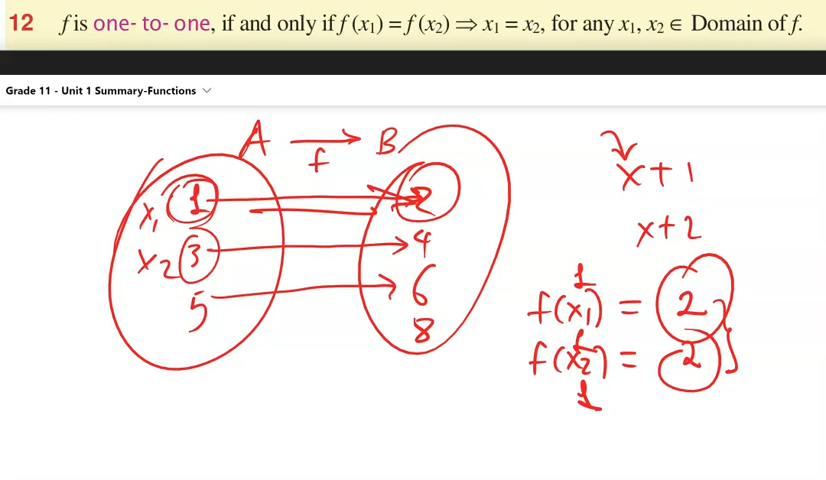 12 f is one- to- one, if and only if f (x₁) = f (x₂) ⇒ x₁ = x₂, for any x₁, x₂ ∈ Domain of f.
Grade 11 - Unit 1 Summary-Functions
A f B
x₁ 1 2
x₂ 3 4
5 6
8
x + 1
x + 2
1
f(x₁) = 2
f(x₂) = 2
1